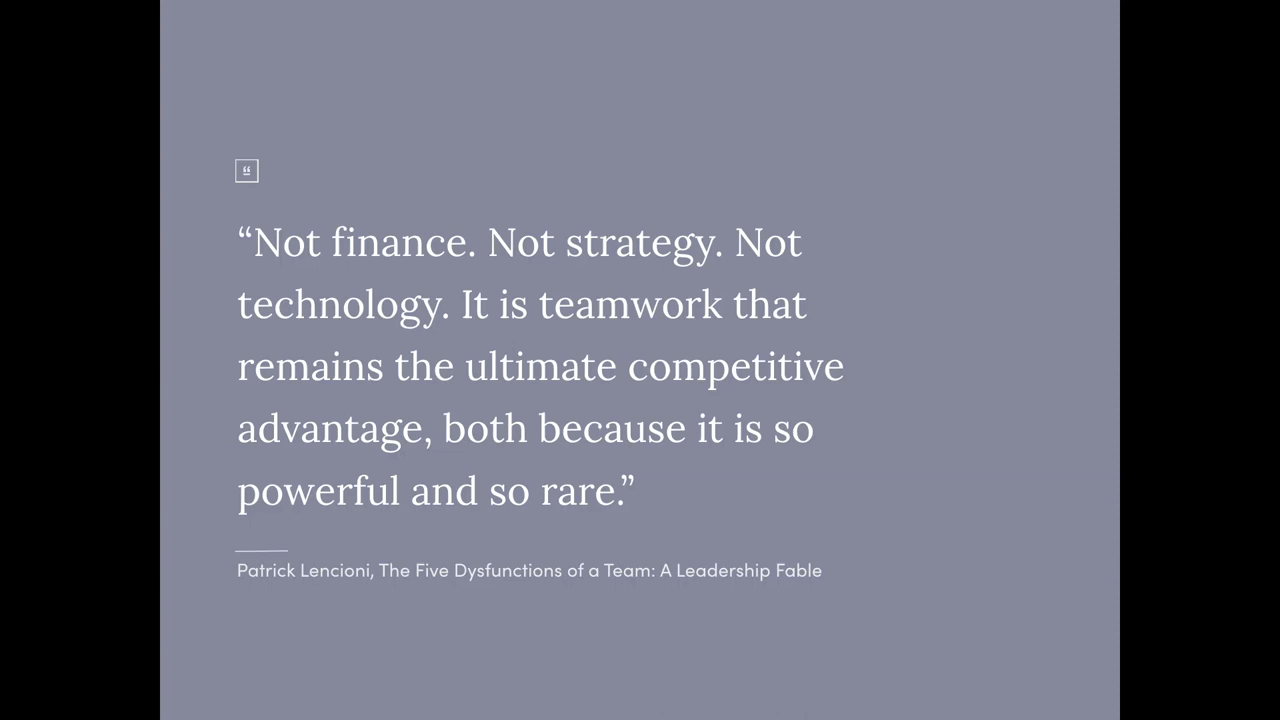 “
“Not finance. Not strategy. Not
technology. It is teamwork that
remains the ultimate competitive
advantage, both because it is so
powerful and so rare.”
Patrick Lencioni, The Five Dysfunctions of a Team: A Leadership Fable